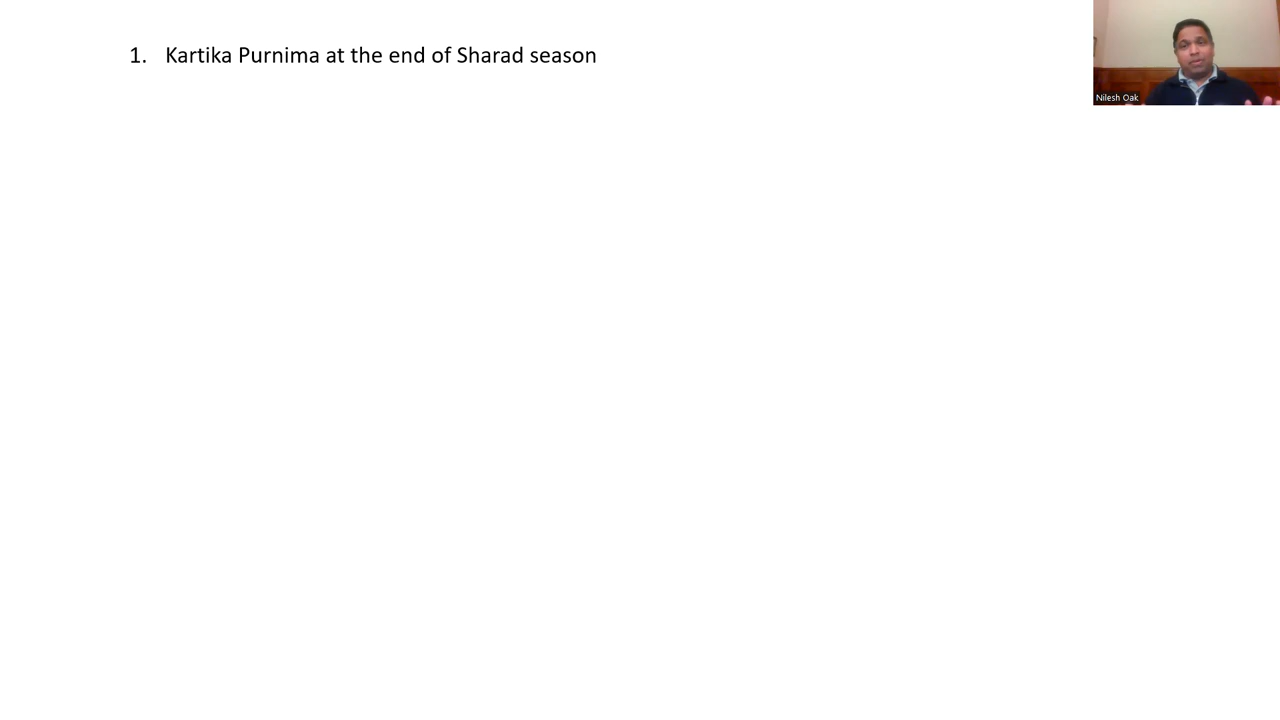 1. Kartika Purnima at the end of Sharad season
Nilesh Oak